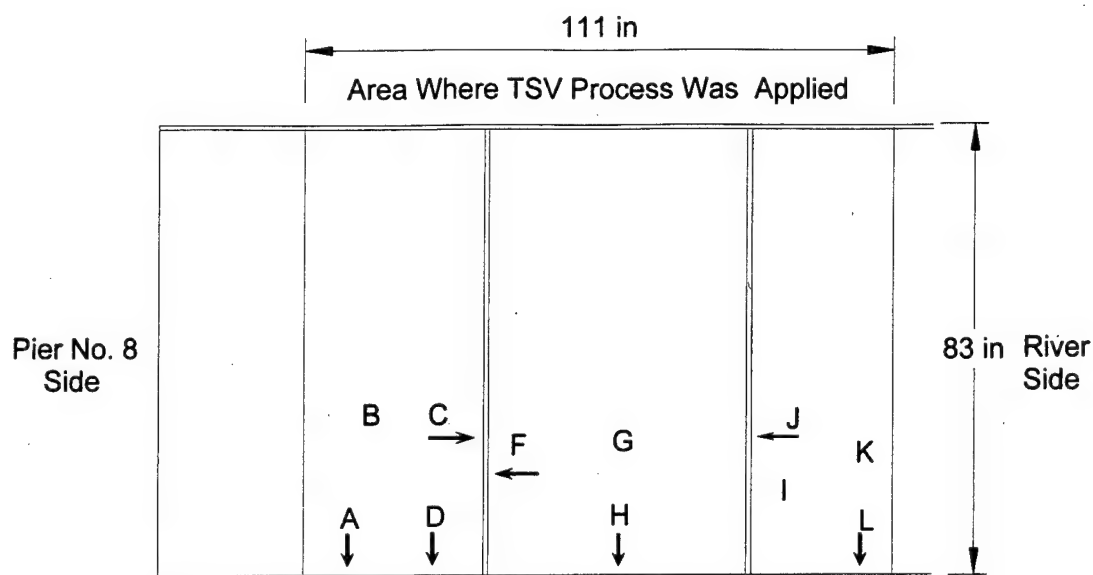 111 in
Area Where TSV Process Was Applied
Pier No. 8
Side
83 in
River
Side
B
C
J
F
G
K
I
A
D
H
L